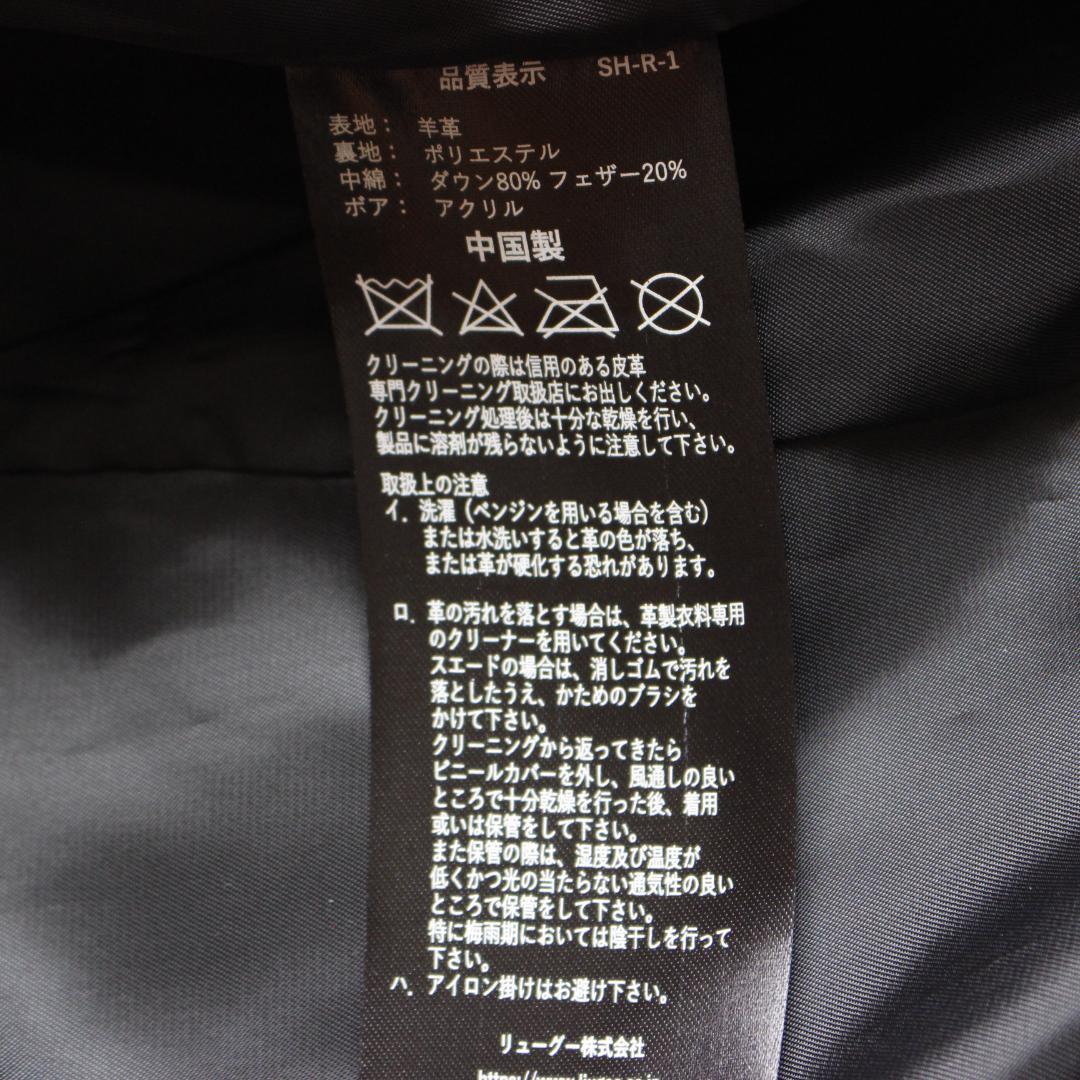 品質表示 SH-R-1
表地： 羊革
裏地： ポリエステル
中綿： ダウン80% フェザー20%
ボア： アクリル
中国製
クリーニングの際は信用のある皮革
専門クリーニング取扱店にお出しください。
クリーニング処理後は十分な乾燥を行い、
製品に溶剤が残らないように注意して下さい。
取扱上の注意
イ．洗濯（ベンジンを用いる場合を含む）
または水洗いすると革の色が落ち、
または革が硬化する恐れがあります。
ロ．革の汚れを落とす場合は、革製衣料専用
のクリーナーを用いてください。
スエードの場合は、消しゴムで汚れを
落としたうえ、かためのブラシを
かけて下さい。
クリーニングから返ってきたら
ビニールカバーを外し、風通しの良い
ところで十分乾燥を行った後、着用
或いは保管をして下さい。
また保管の際は、湿度及び温度が
低くかつ光の当たらない通気性の良い
ところで保管をして下さい。
特に梅雨期においては陰干しを行って
下さい。
ハ．アイロン掛けはお避け下さい。
リューグー株式会社